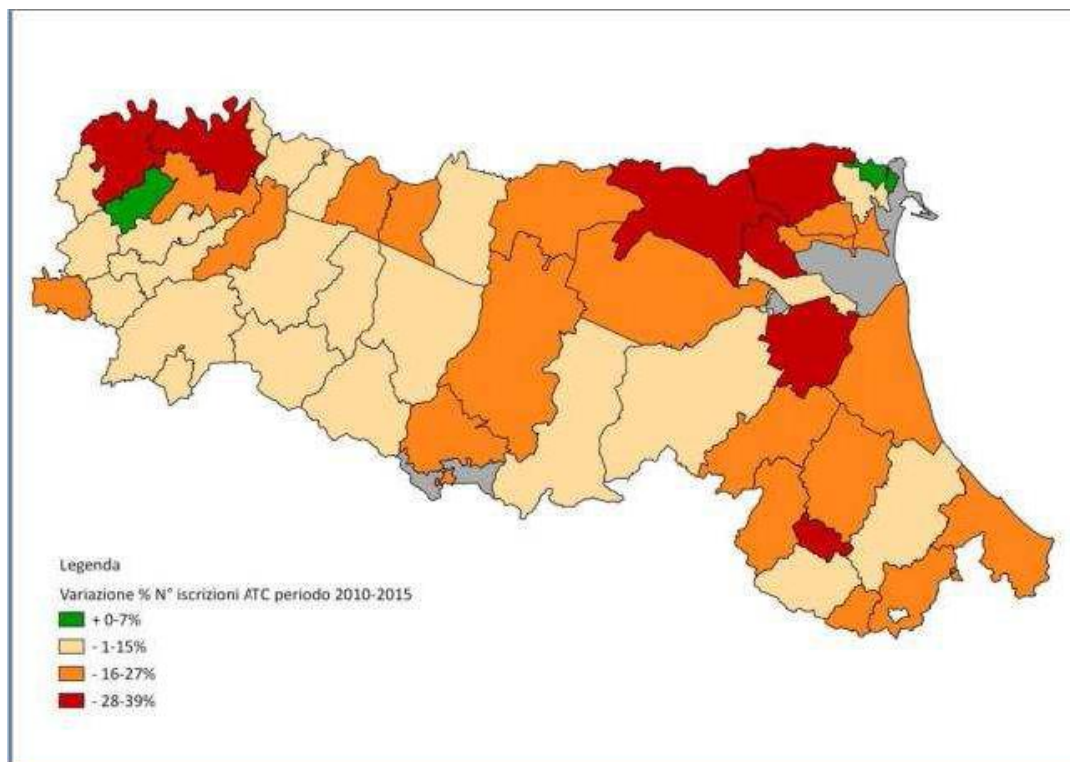 Legenda
Variazione % N° iscrizioni ATC periodo 2010-2015
+ 0-7%
- 1-15%
- 16-27%
- 28-39%